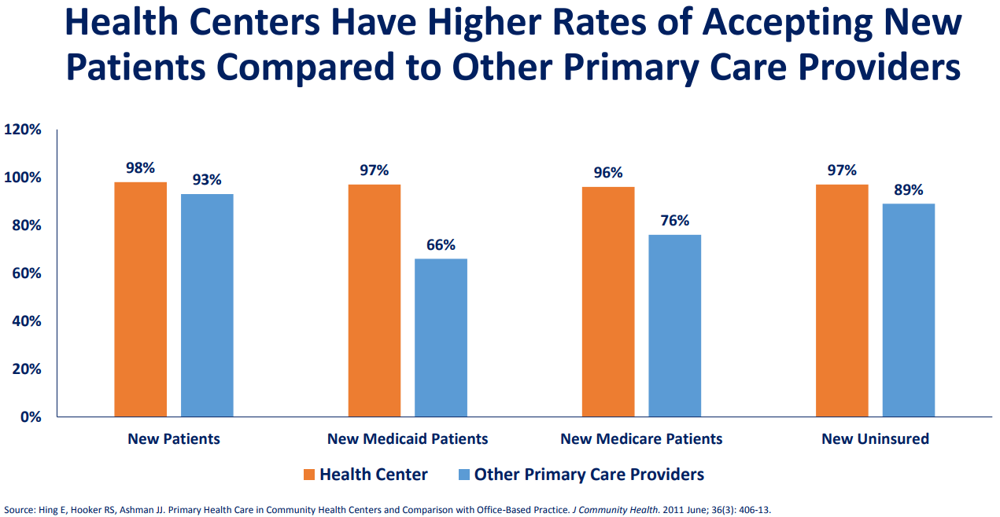 Health Centers Have Higher Rates of Accepting New
Patients Compared to Other Primary Care Providers
120%
100%
80%
60%
40%
20%
0%
98%
93%
97%
66%
96%
76%
97%
89%
New Patients
New Medicaid Patients
New Medicare Patients
New Uninsured
Health Center
Other Primary Care Providers
Source: Hing E, Hooker RS, Ashman JJ. Primary Health Care in Community Health Centers and Comparison with Office-Based Practice. J Community Health. 2011 June; 36(3): 406-13.